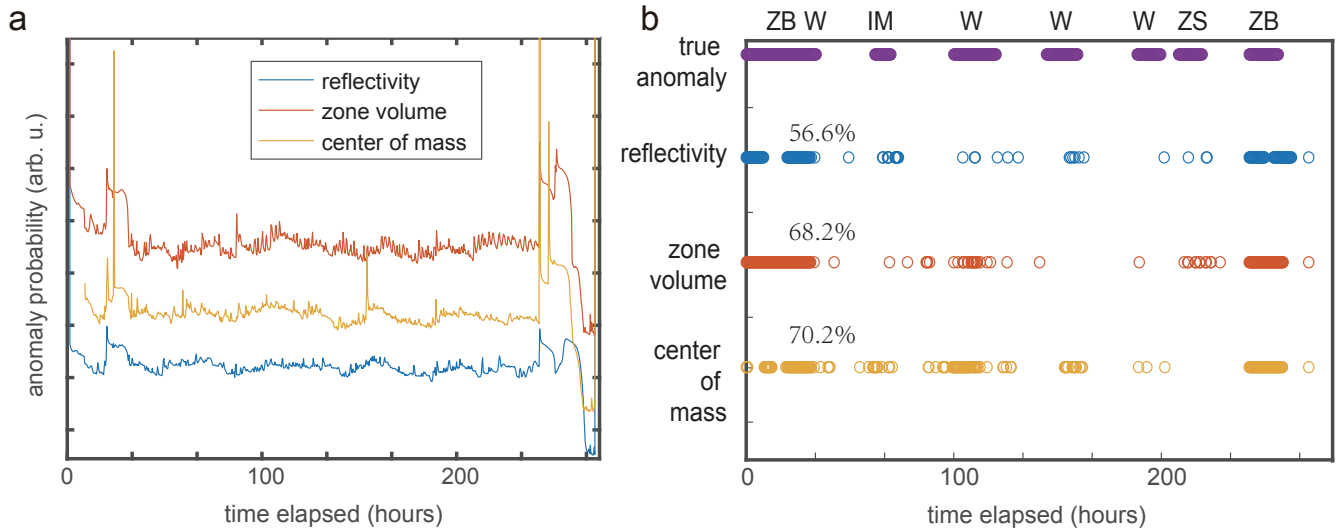 a
anomaly probability (arb. u.)
reflectivity
zone volume
center of mass
0
100
200
time elapsed (hours)
b
ZB W IM W W W ZS ZB
true
anomaly
reflectivity
56.6%
zone
volume
68.2%
center
of
mass
70.2%
0
100
200
time elapsed (hours)